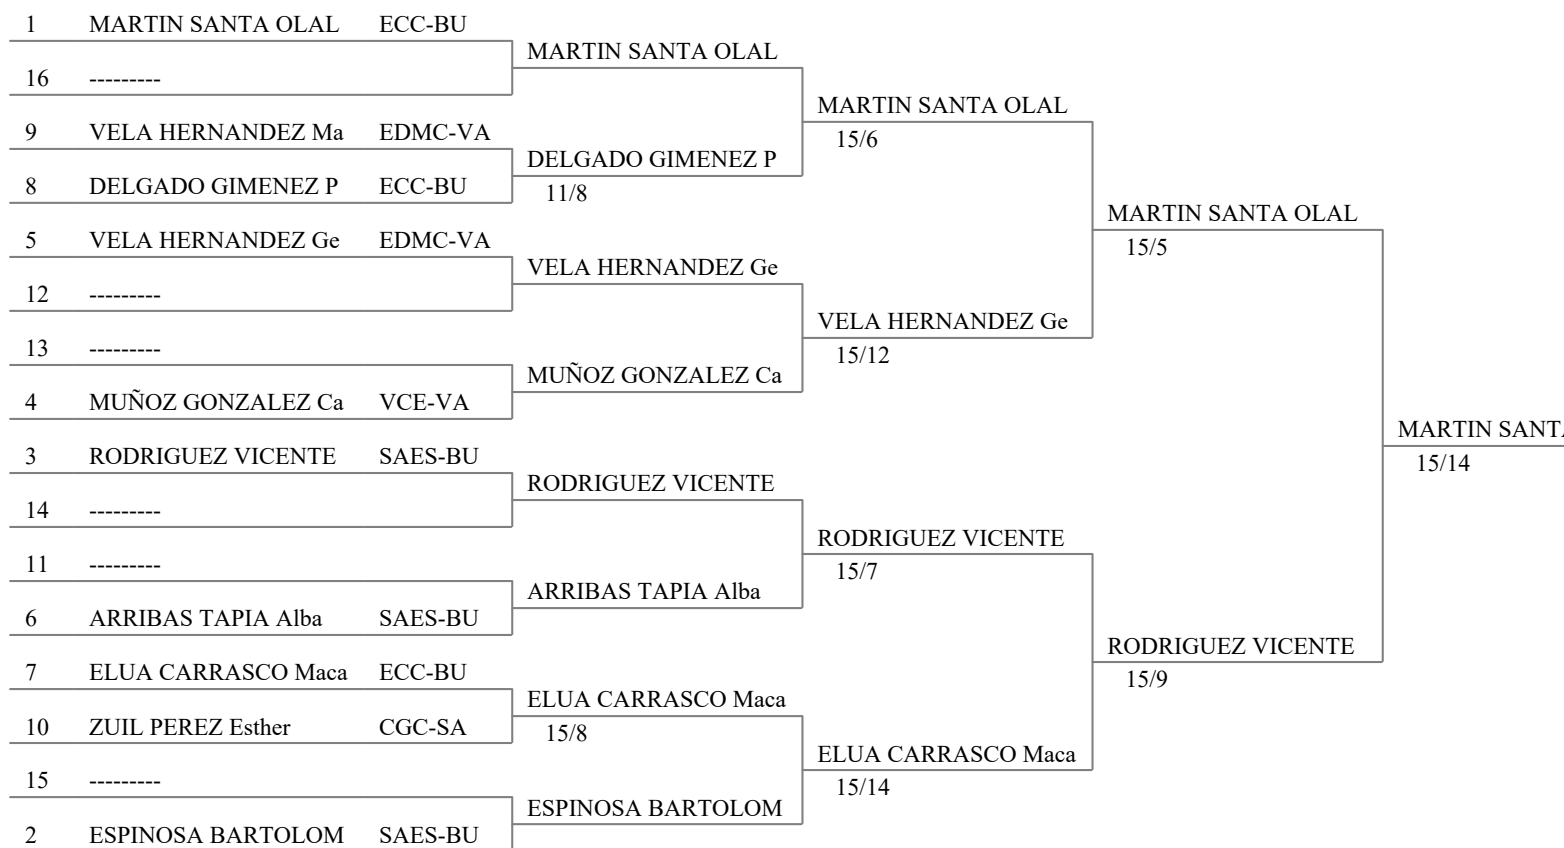 1 MARTIN SANTA OLAL ECC-BU
16 ---------
9 VELA HERNANDEZ Ma EDMC-VA
8 DELGADO GIMENEZ P ECC-BU
5 VELA HERNANDEZ Ge EDMC-VA
12 ---------
13 ---------
4 MUÑOZ GONZALEZ Ca VCE-VA
3 RODRIGUEZ VICENTE SAES-BU
14 ---------
11 ---------
6 ARRIBAS TAPIA Alba SAES-BU
7 ELUA CARRASCO Maca ECC-BU
10 ZUIL PEREZ Esther CGC-SA
15 ---------
2 ESPINOSA BARTOLOM SAES-BU
MARTIN SANTA OLAL
DELGADO GIMENEZ P
11/8
VELA HERNANDEZ Ge
MUÑOZ GONZALEZ Ca
RODRIGUEZ VICENTE
ARRIBAS TAPIA Alba
ELUA CARRASCO Maca
15/8
ESPINOSA BARTOLOM
MARTIN SANTA OLAL
15/6
VELA HERNANDEZ Ge
15/12
RODRIGUEZ VICENTE
15/7
ELUA CARRASCO Maca
15/14
MARTIN SANTA OLAL
15/5
RODRIGUEZ VICENTE
15/9
MARTIN SANTA
15/14